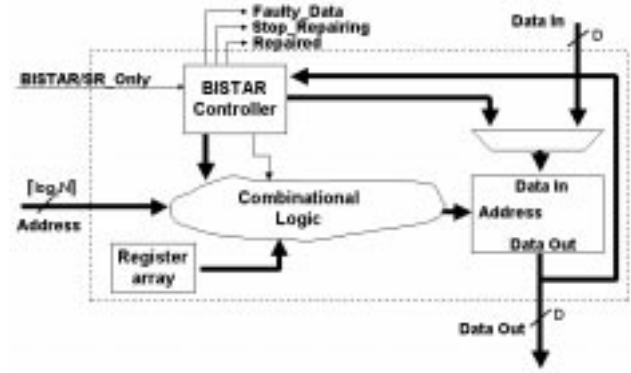 Faulty_Data
Stop_Repairing
Repaired
Data In
D
BISTAR/SR_Only
BISTAR
Controller
[log₂N]
Address
Combinational
Logic
Data In
Address
Data Out
Register
array
D
Data Out